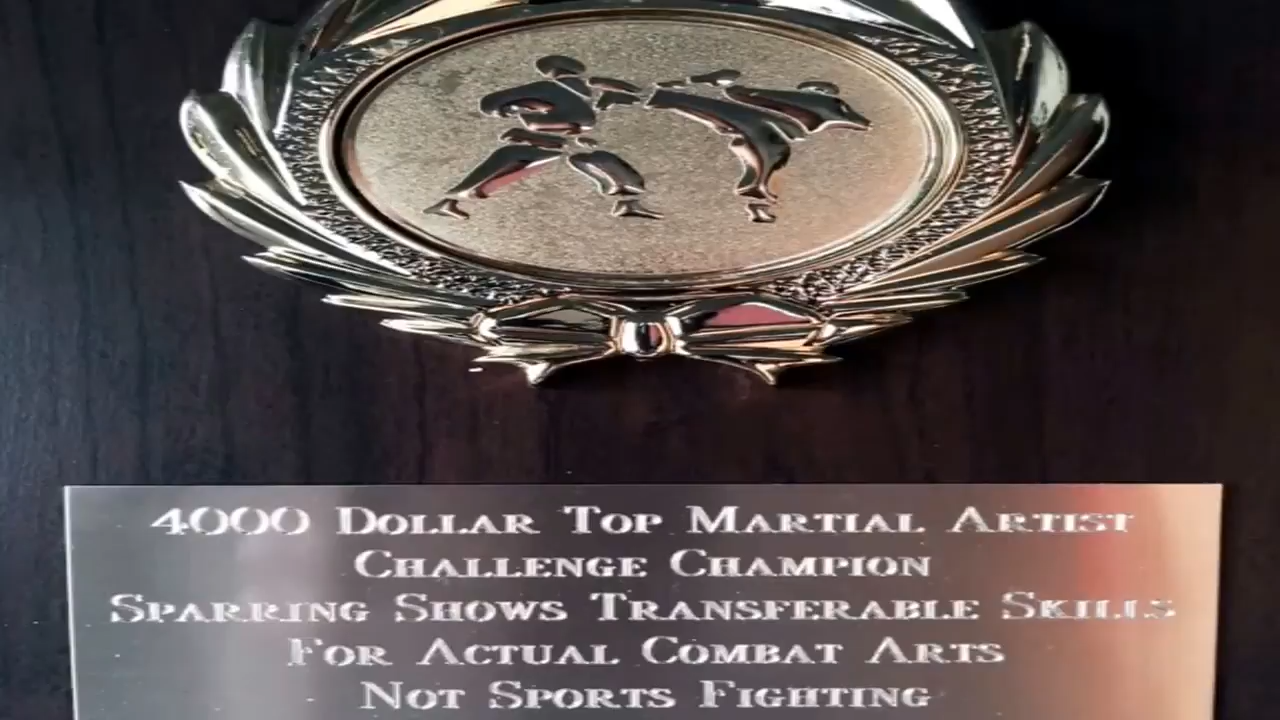 4000 Dollar Top Martial Artist
Challenge Champion
Sparring Shows Transferable Skills
For Actual Combat Arts
Not Sports Fighting